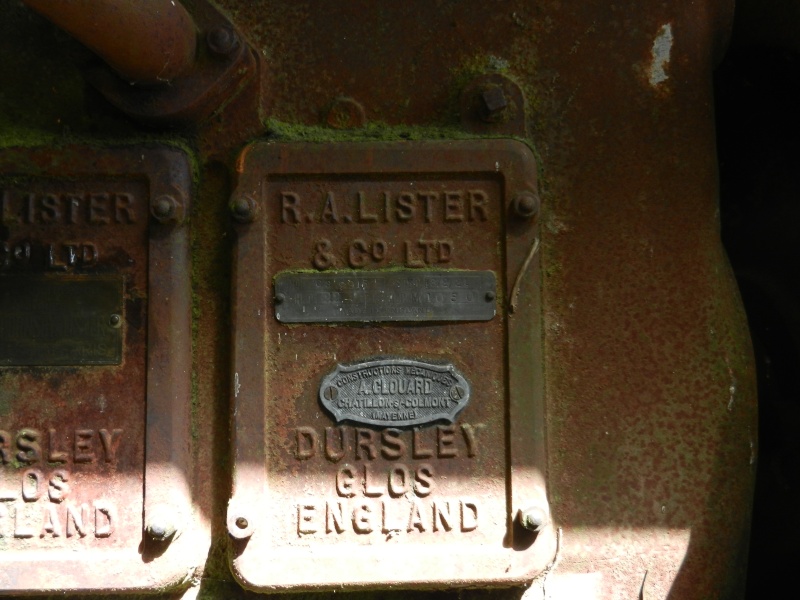 LISTER
LTD
RSLEY
LOS
LAND
R.A.LISTER
& Co LTD
CONSTRUCTIONS MECANIQUES
A.CLOUARD
CHATILLON-S-COLMONT
(MAYENNE)
DURSLEY
GLOS
ENGLAND